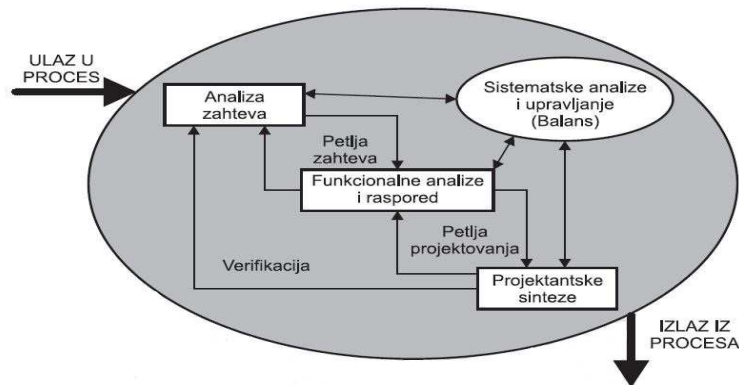 ULAZ U
PROCES
Analiza
zahteva
Sistematske analize
i upravljanje
(Balans)
Petlja
zahteva
Funkcionalne analize
i raspored
Petlja
projektovanja
Verifikacija
Projektantske
sinteze
IZLAZ IZ
PROCESA